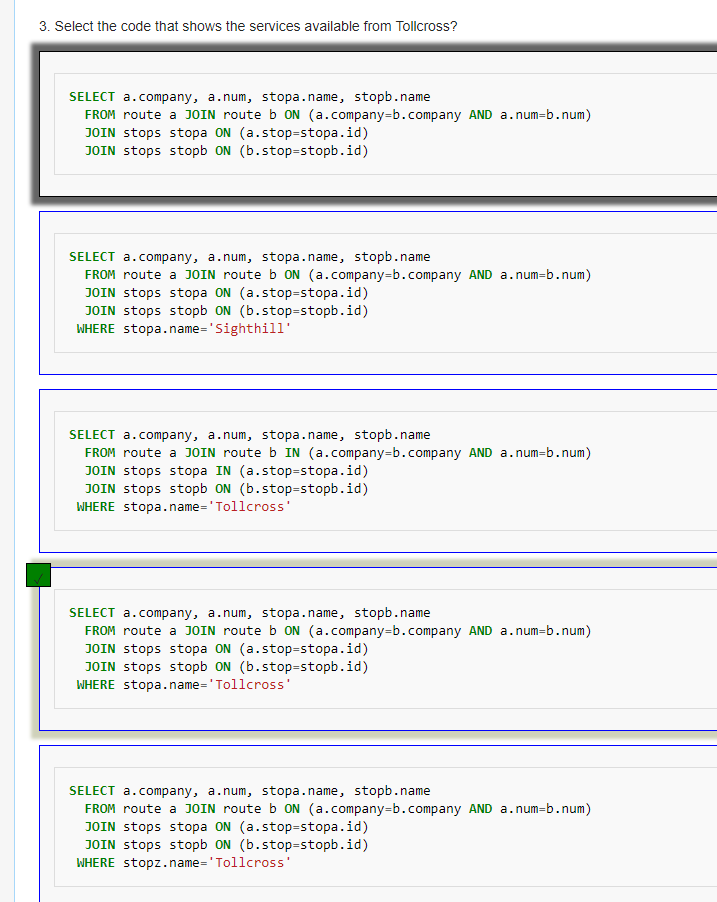 3. Select the code that shows the services available from Tollcross?
SELECT a.company, a.num, stopa.name, stopb.name
FROM route a JOIN route b ON (a.company=b.company AND a.num=b.num)
JOIN stops stopa ON (a.stop=stopa.id)
JOIN stops stopb ON (b.stop=stopb.id)
SELECT a.company, a.num, stopa.name, stopb.name
FROM route a JOIN route b ON (a.company=b.company AND a.num=b.num)
JOIN stops stopa ON (a.stop=stopa.id)
JOIN stops stopb ON (b.stop=stopb.id)
WHERE stopa.name='Sighthill'
SELECT a.company, a.num, stopa.name, stopb.name
FROM route a JOIN route b IN (a.company=b.company AND a.num=b.num)
JOIN stops stopa IN (a.stop=stopa.id)
JOIN stops stopb ON (b.stop=stopb.id)
WHERE stopa.name='Tollcross'
SELECT a.company, a.num, stopa.name, stopb.name
FROM route a JOIN route b ON (a.company=b.company AND a.num=b.num)
JOIN stops stopa ON (a.stop=stopa.id)
JOIN stops stopb ON (b.stop=stopb.id)
WHERE stopa.name='Tollcross'
SELECT a.company, a.num, stopa.name, stopb.name
FROM route a JOIN route b ON (a.company=b.company AND a.num=b.num)
JOIN stops stopa ON (a.stop=stopa.id)
JOIN stops stopb ON (b.stop=stopb.id)
WHERE stopz.name='Tollcross'